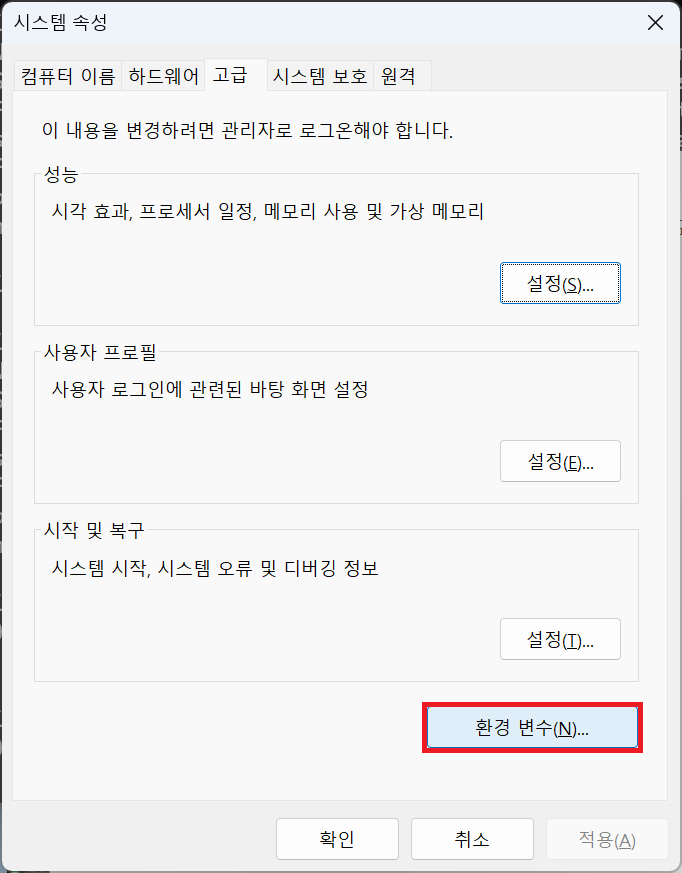 시스템 속성
컴퓨터 이름 하드웨어 고급 시스템 보호 원격
이 내용을 변경하려면 관리자로 로그온해야 합니다.
성능
시각 효과, 프로세서 일정, 메모리 사용 및 가상 메모리
설정(S)...
사용자 프로필
사용자 로그인에 관련된 바탕 화면 설정
설정(E)...
시작 및 복구
시스템 시작, 시스템 오류 및 디버깅 정보
설정(T)...
환경 변수(N)...
확인 취소 적용(A)